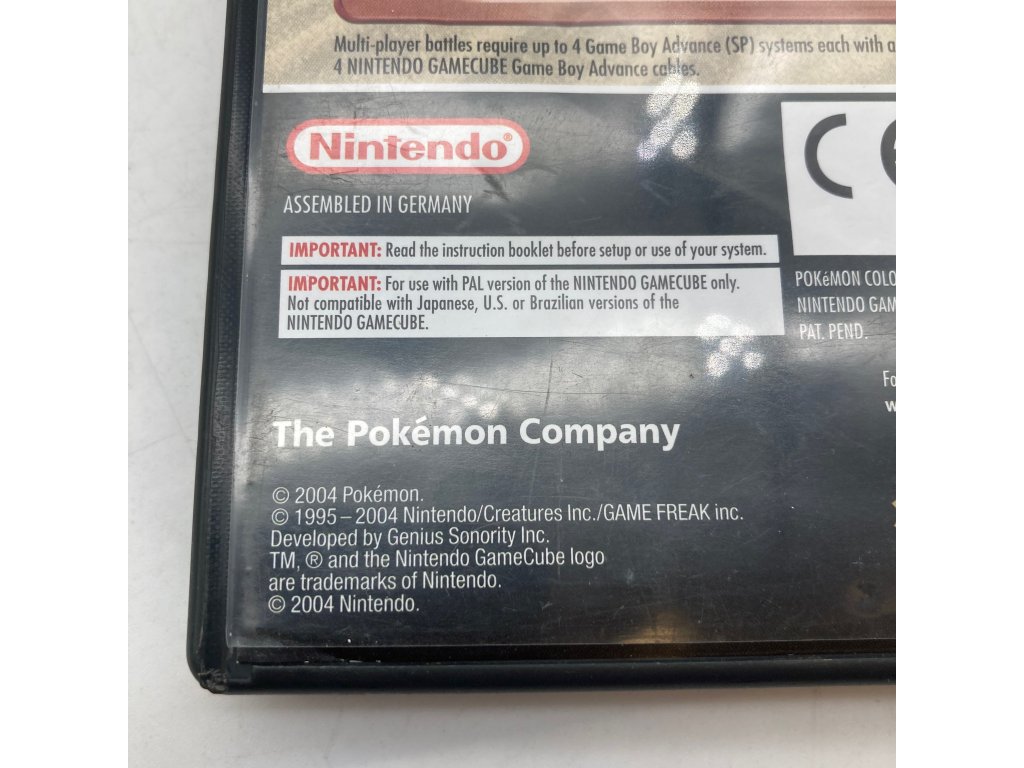 Multi-player battles require up to 4 Game Boy Advance (SP) systems each with a
4 NINTENDO GAMECUBE Game Boy Advance cables.
Nintendo®
CE
ASSEMBLED IN GERMANY
IMPORTANT: Read the instruction booklet before setup or use of your system.
IMPORTANT: For use with PAL version of the NINTENDO GAMECUBE only.
Not compatible with Japanese, U.S. or Brazilian versions of the
NINTENDO GAMECUBE.
POKéMON COLO
NINTENDO GAM
PAT. PEND.
Fo
w
The Pokémon Company
© 2004 Pokémon.
© 1995 – 2004 Nintendo/Creatures Inc./GAME FREAK inc.
Developed by Genius Sonority Inc.
TM, ® and the Nintendo GameCube logo
are trademarks of Nintendo.
© 2004 Nintendo.